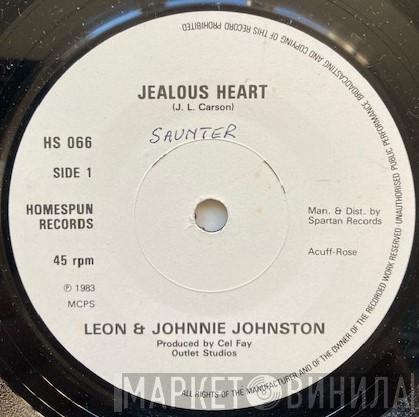 JEALOUS HEART
(J. L. Carson)
SAUNTER
HS 066
SIDE 1
HOMESPUN
RECORDS
45 rpm
Ⓟ 1983
MCPS
Man. & Dist. by
Spartan Records
Acuff-Rose
LEON & JOHNNIE JOHNSTON
Produced by Cel Fay
Outlet Studios
ALL RIGHTS OF THE MANUFACTURER AND OF THE OWNER OF THE RECORDED WORK RESERVED · UNAUTHORISED PUBLIC PERFORMANCE, BROADCASTING AND COPYING OF THIS RECORD PROHIBITED
МАРКЕТ ВИНИЛА